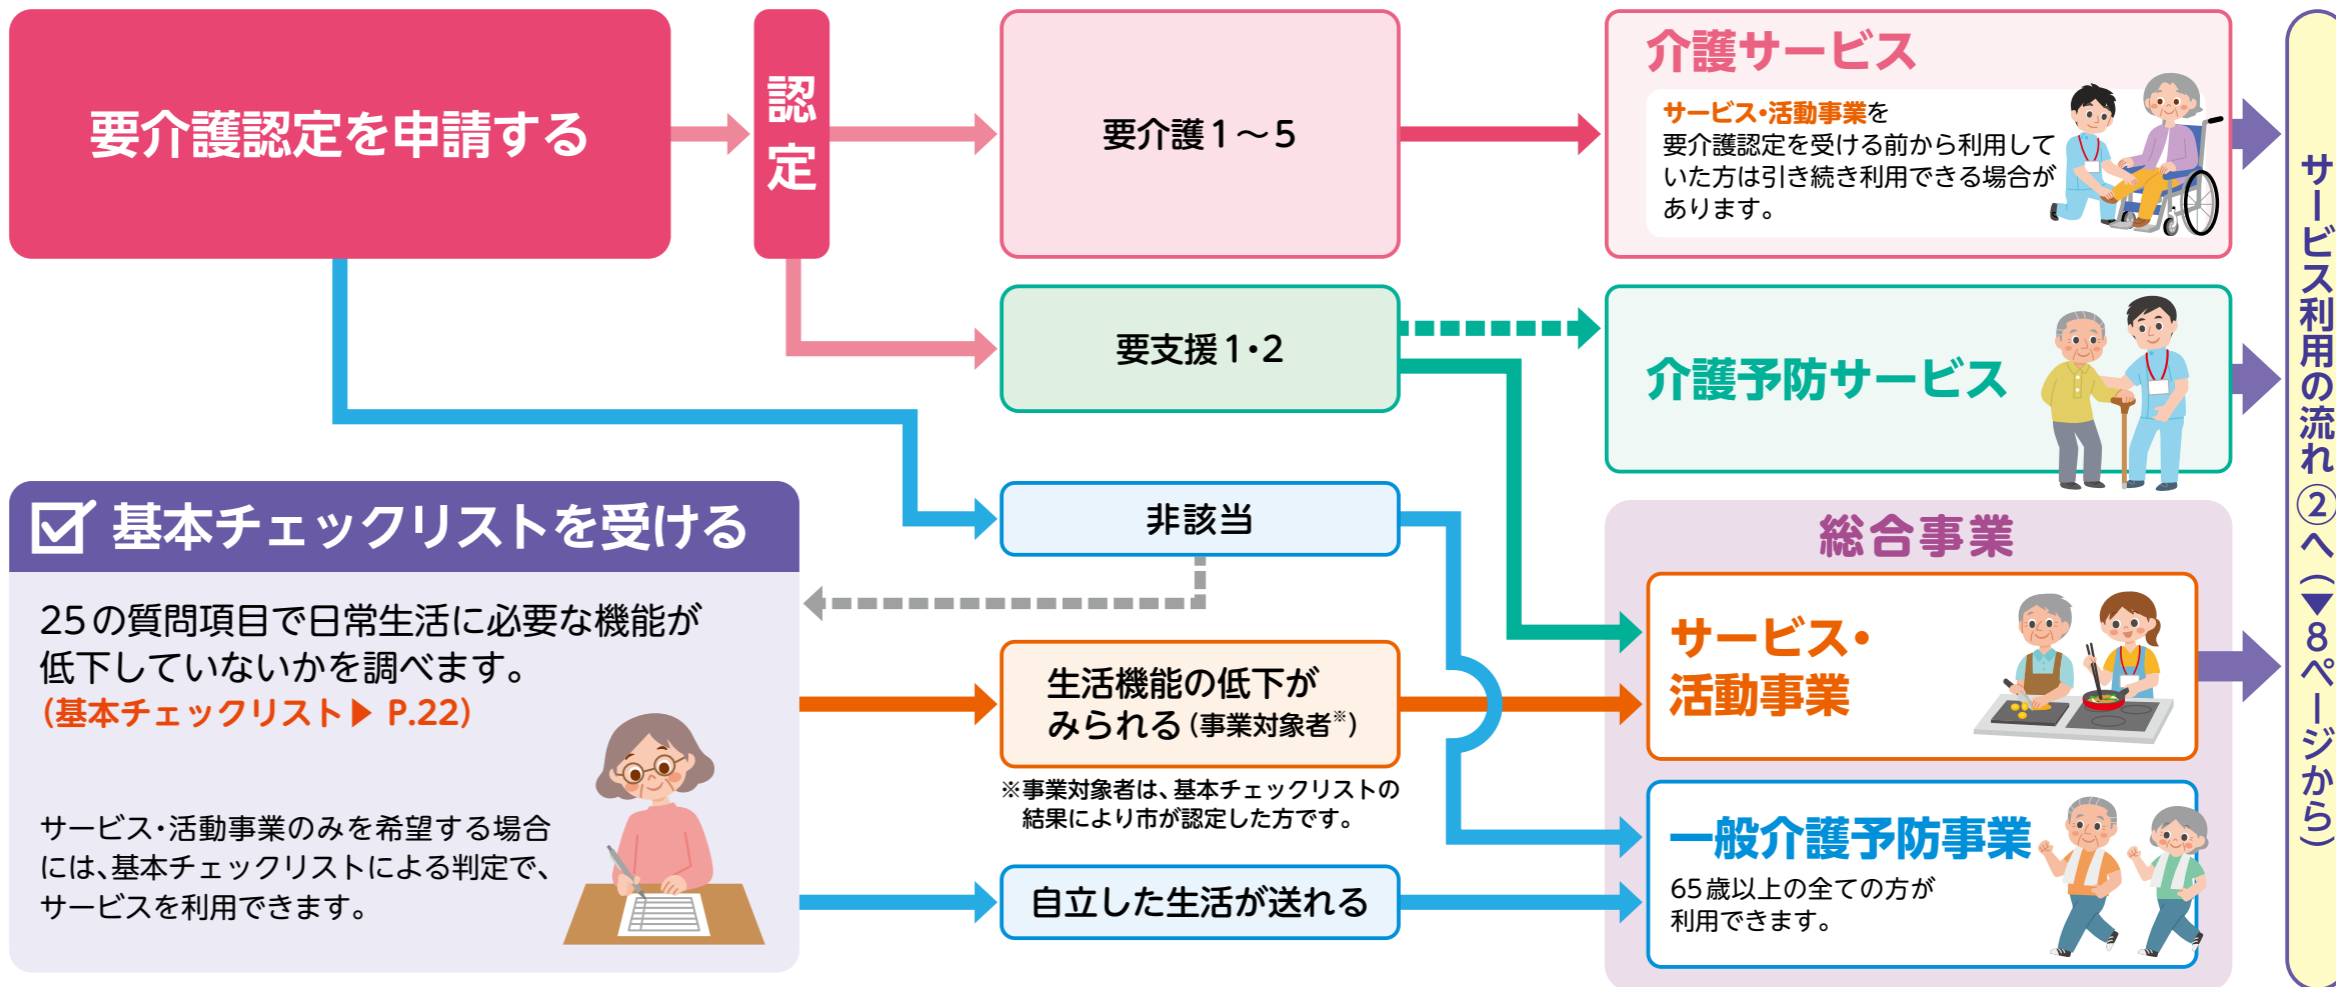 要介護認定を申請する
認定
要介護1～5
介護サービス
サービス・活動事業を
要介護認定を受ける前から利用して
いた方は引き続き利用できる場合が
あります。
要支援1・2
介護予防サービス
非該当
基本チェックリストを受ける
25の質問項目で日常生活に必要な機能が
低下していないかを調べます。
（基本チェックリスト▶ P.22）
サービス・活動事業のみを希望する場合
には、基本チェックリストによる判定で、
サービスを利用できます。
生活機能の低下が
みられる（事業対象者※）
※事業対象者は、基本チェックリストの
結果により市が認定した方です。
自立した生活が送れる
総合事業
サービス・
活動事業
一般介護予防事業
65歳以上の全ての方が
利用できます。
サービス利用の流れ②へ（▼8ページから）